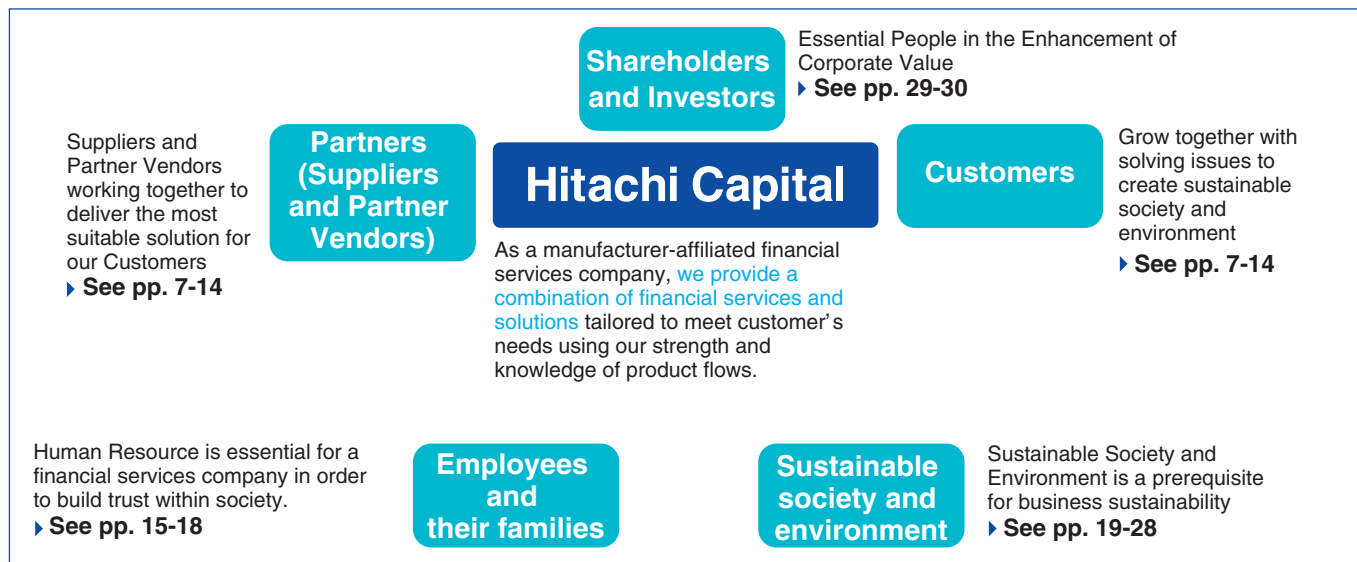 Shareholders
and Investors
Essential People in the Enhancement of
Corporate Value
See pp. 29-30
Suppliers and
Partner Vendors
working together to
deliver the most
suitable solution for
our Customers
See pp. 7-14
Partners
(Suppliers
and Partner
Vendors)
Hitachi Capital
As a manufacturer-affiliated financial
services company, we provide a
combination of financial services and
solutions tailored to meet customer's
needs using our strength and
knowledge of product flows.
Customers
Grow together with
solving issues to
create sustainable
society and
environment
See pp. 7-14
Human Resource is essential for a
financial services company in order
to build trust within society.
See pp. 15-18
Employees
and
their families
Sustainable
society and
environment
Sustainable Society and
Environment is a prerequisite
for business sustainability
See pp. 19-28